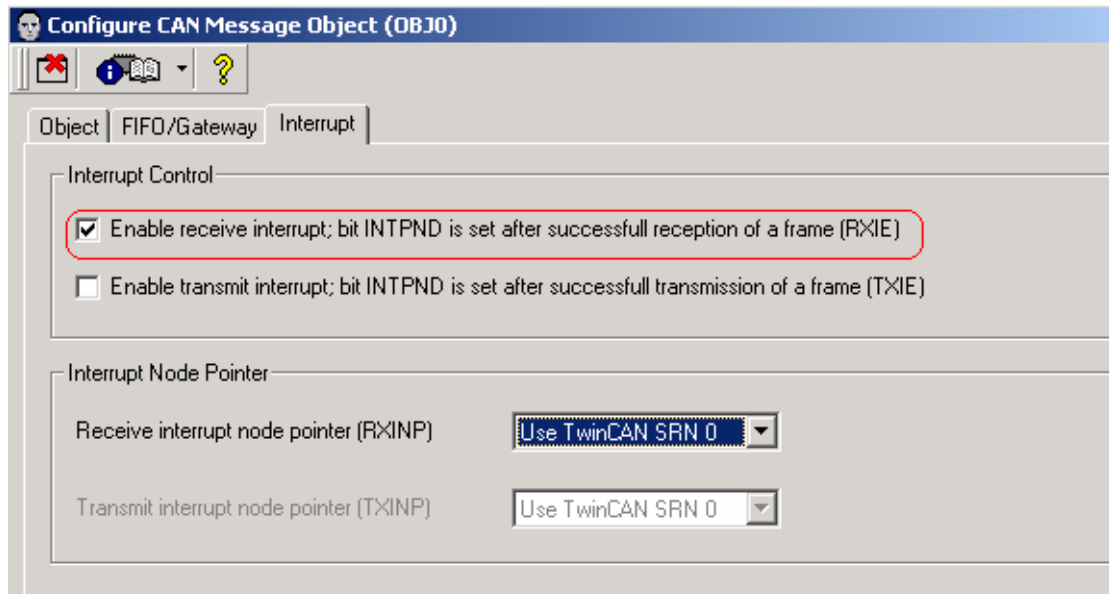 Configure CAN Message Object (OBJ0)
Object FIFO/Gateway Interrupt
Interrupt Control
Enable receive interrupt; bit INTPND is set after successfull reception of a frame (RXIE)
Enable transmit interrupt; bit INTPND is set after successfull transmission of a frame (TXIE)
Interrupt Node Pointer
Receive interrupt node pointer (RXINP) Use TwinCAN SRN 0
Transmit interrupt node pointer (TXINP) Use TwinCAN SRN 0